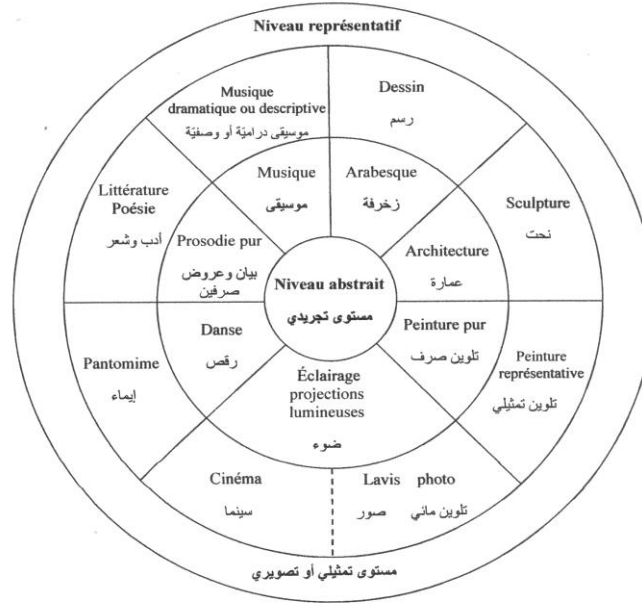 Niveau représentatif
Musique
dramatique ou descriptive
موسيقى دراميّة أو وصفيّة
Dessin
رسم
Littérature
Poésie
أدب وشعر
Musique
موسيقى
Arabesque
زخرفة
Sculpture
نحت
Prosodie pur
بيان وعروض
صرفين
Architecture
عمارة
Niveau abstrait
مستوى تجريدي
Pantomime
إيماء
Danse
رقص
Peinture pur
تلوين صرف
Peinture
représentative
تلوين تمثيلي
Éclairage
projections
lumineuses
ضوء
Cinéma
سينما
Lavis photo
تلوين مائي صور
مستوى تمثيلي أو تصويري